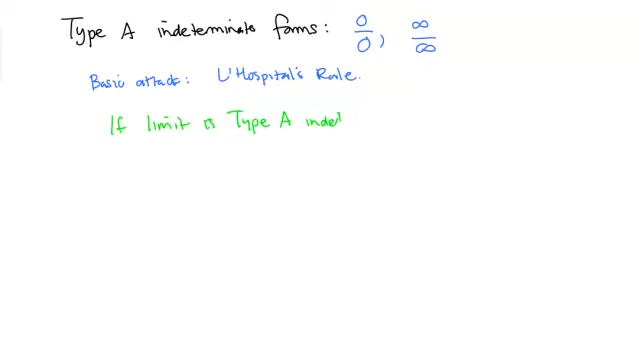 Type A indeterminate forms: 0/0, ∞/∞
Basic attack: L'Hospital's Rule.
If limit is Type A indet